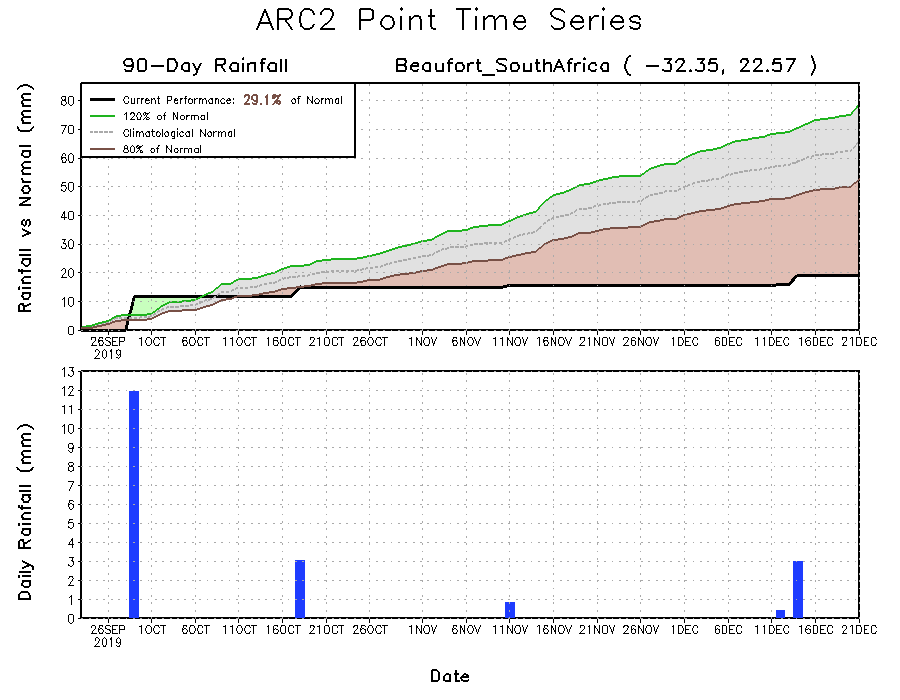 ARC2 Point Time Series
90-Day Rainfall
Beaufort_SouthAfrica ( -32.35, 22.57 )
Current Performance: 29.1% of Normal
120% of Normal
Climatological Normal
80% of Normal
Rainfall vs Normal (mm)
80
70
60
50
40
30
20
10
0
26SEP 1OCT 6OCT 11OCT 16OCT 21OCT 26OCT 1NOV 6NOV 11NOV 16NOV 21NOV 26NOV 1DEC 6DEC 11DEC 16DEC 21DEC
2019
Daily Rainfall (mm)
13
12
11
10
9
8
7
6
5
4
3
2
1
0
26SEP 1OCT 6OCT 11OCT 16OCT 21OCT 26OCT 1NOV 6NOV 11NOV 16NOV 21NOV 26NOV 1DEC 6DEC 11DEC 16DEC 21DEC
2019
Date